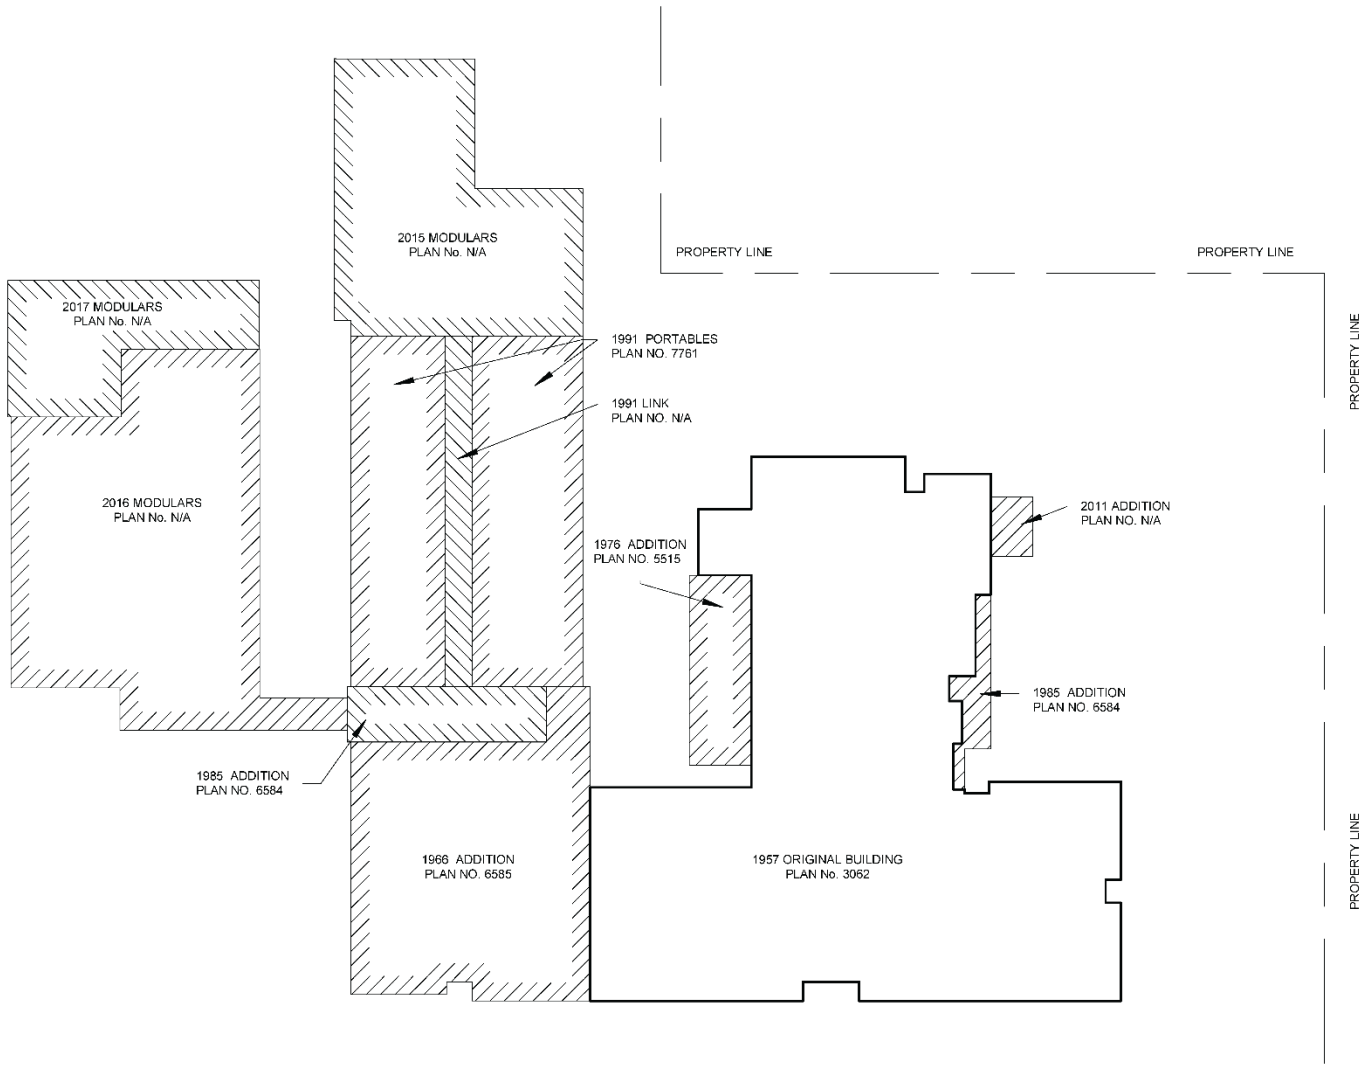 2015 MODULARS
PLAN No. N/A
PROPERTY LINE
PROPERTY LINE
2017 MODULARS
PLAN No. N/A
1991 PORTABLES
PLAN NO. 7761
PROPERTY LINE
1991 LINK
PLAN NO. N/A
2016 MODULARS
PLAN No. N/A
2011 ADDITION
PLAN NO. N/A
1976 ADDITION
PLAN NO. 5515
1985 ADDITION
PLAN NO. 6584
1985 ADDITION
PLAN NO. 6584
1966 ADDITION
PLAN NO. 6585
1957 ORIGINAL BUILDING
PLAN No. 3062
PROPERTY LINE